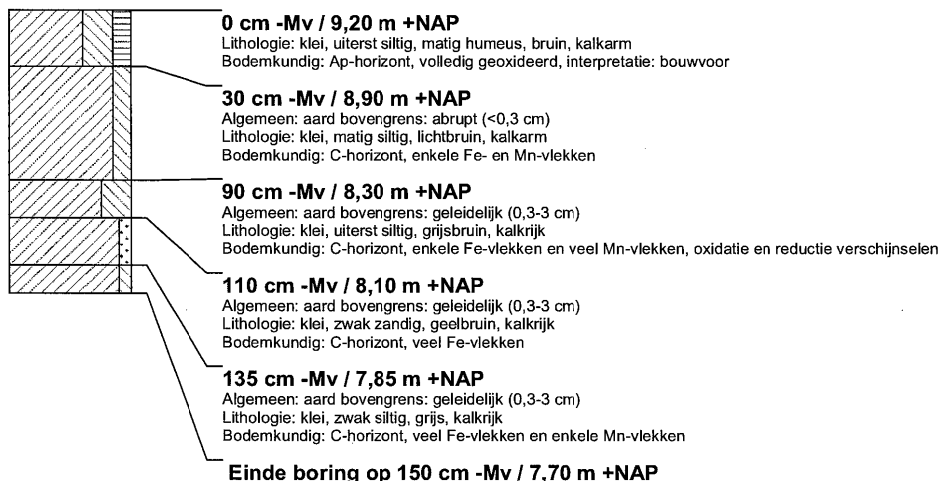 0 cm -Mv / 9,20 m +NAP
Lithologie: klei, uiterst siltig, matig humeus, bruin, kalkarm
Bodemkundig: Ap-horizont, volledig geoxideerd, interpretatie: bouwvoor
30 cm -Mv / 8,90 m +NAP
Algemeen: aard bovengrens: abrupt (<0,3 cm)
Lithologie: klei, matig siltig, lichtbruin, kalkarm
Bodemkundig: C-horizont, enkele Fe- en Mn-vlekken
90 cm -Mv / 8,30 m +NAP
Algemeen: aard bovengrens: geleidelijk (0,3-3 cm)
Lithologie: klei, uiterst siltig, grijsbruin, kalkrijk
Bodemkundig: C-horizont, enkele Fe-vlekken en veel Mn-vlekken, oxidatie en reductie verschijnselen
110 cm -Mv / 8,10 m +NAP
Algemeen: aard bovengrens: geleidelijk (0,3-3 cm)
Lithologie: klei, zwak zandig, geelbruin, kalkrijk
Bodemkundig: C-horizont, veel Fe-vlekken
135 cm -Mv / 7,85 m +NAP
Algemeen: aard bovengrens: geleidelijk (0,3-3 cm)
Lithologie: klei, zwak siltig, grijs, kalkrijk
Bodemkundig: C-horizont, veel Fe-vlekken en enkele Mn-vlekken
Einde boring op 150 cm -Mv / 7,70 m +NAP